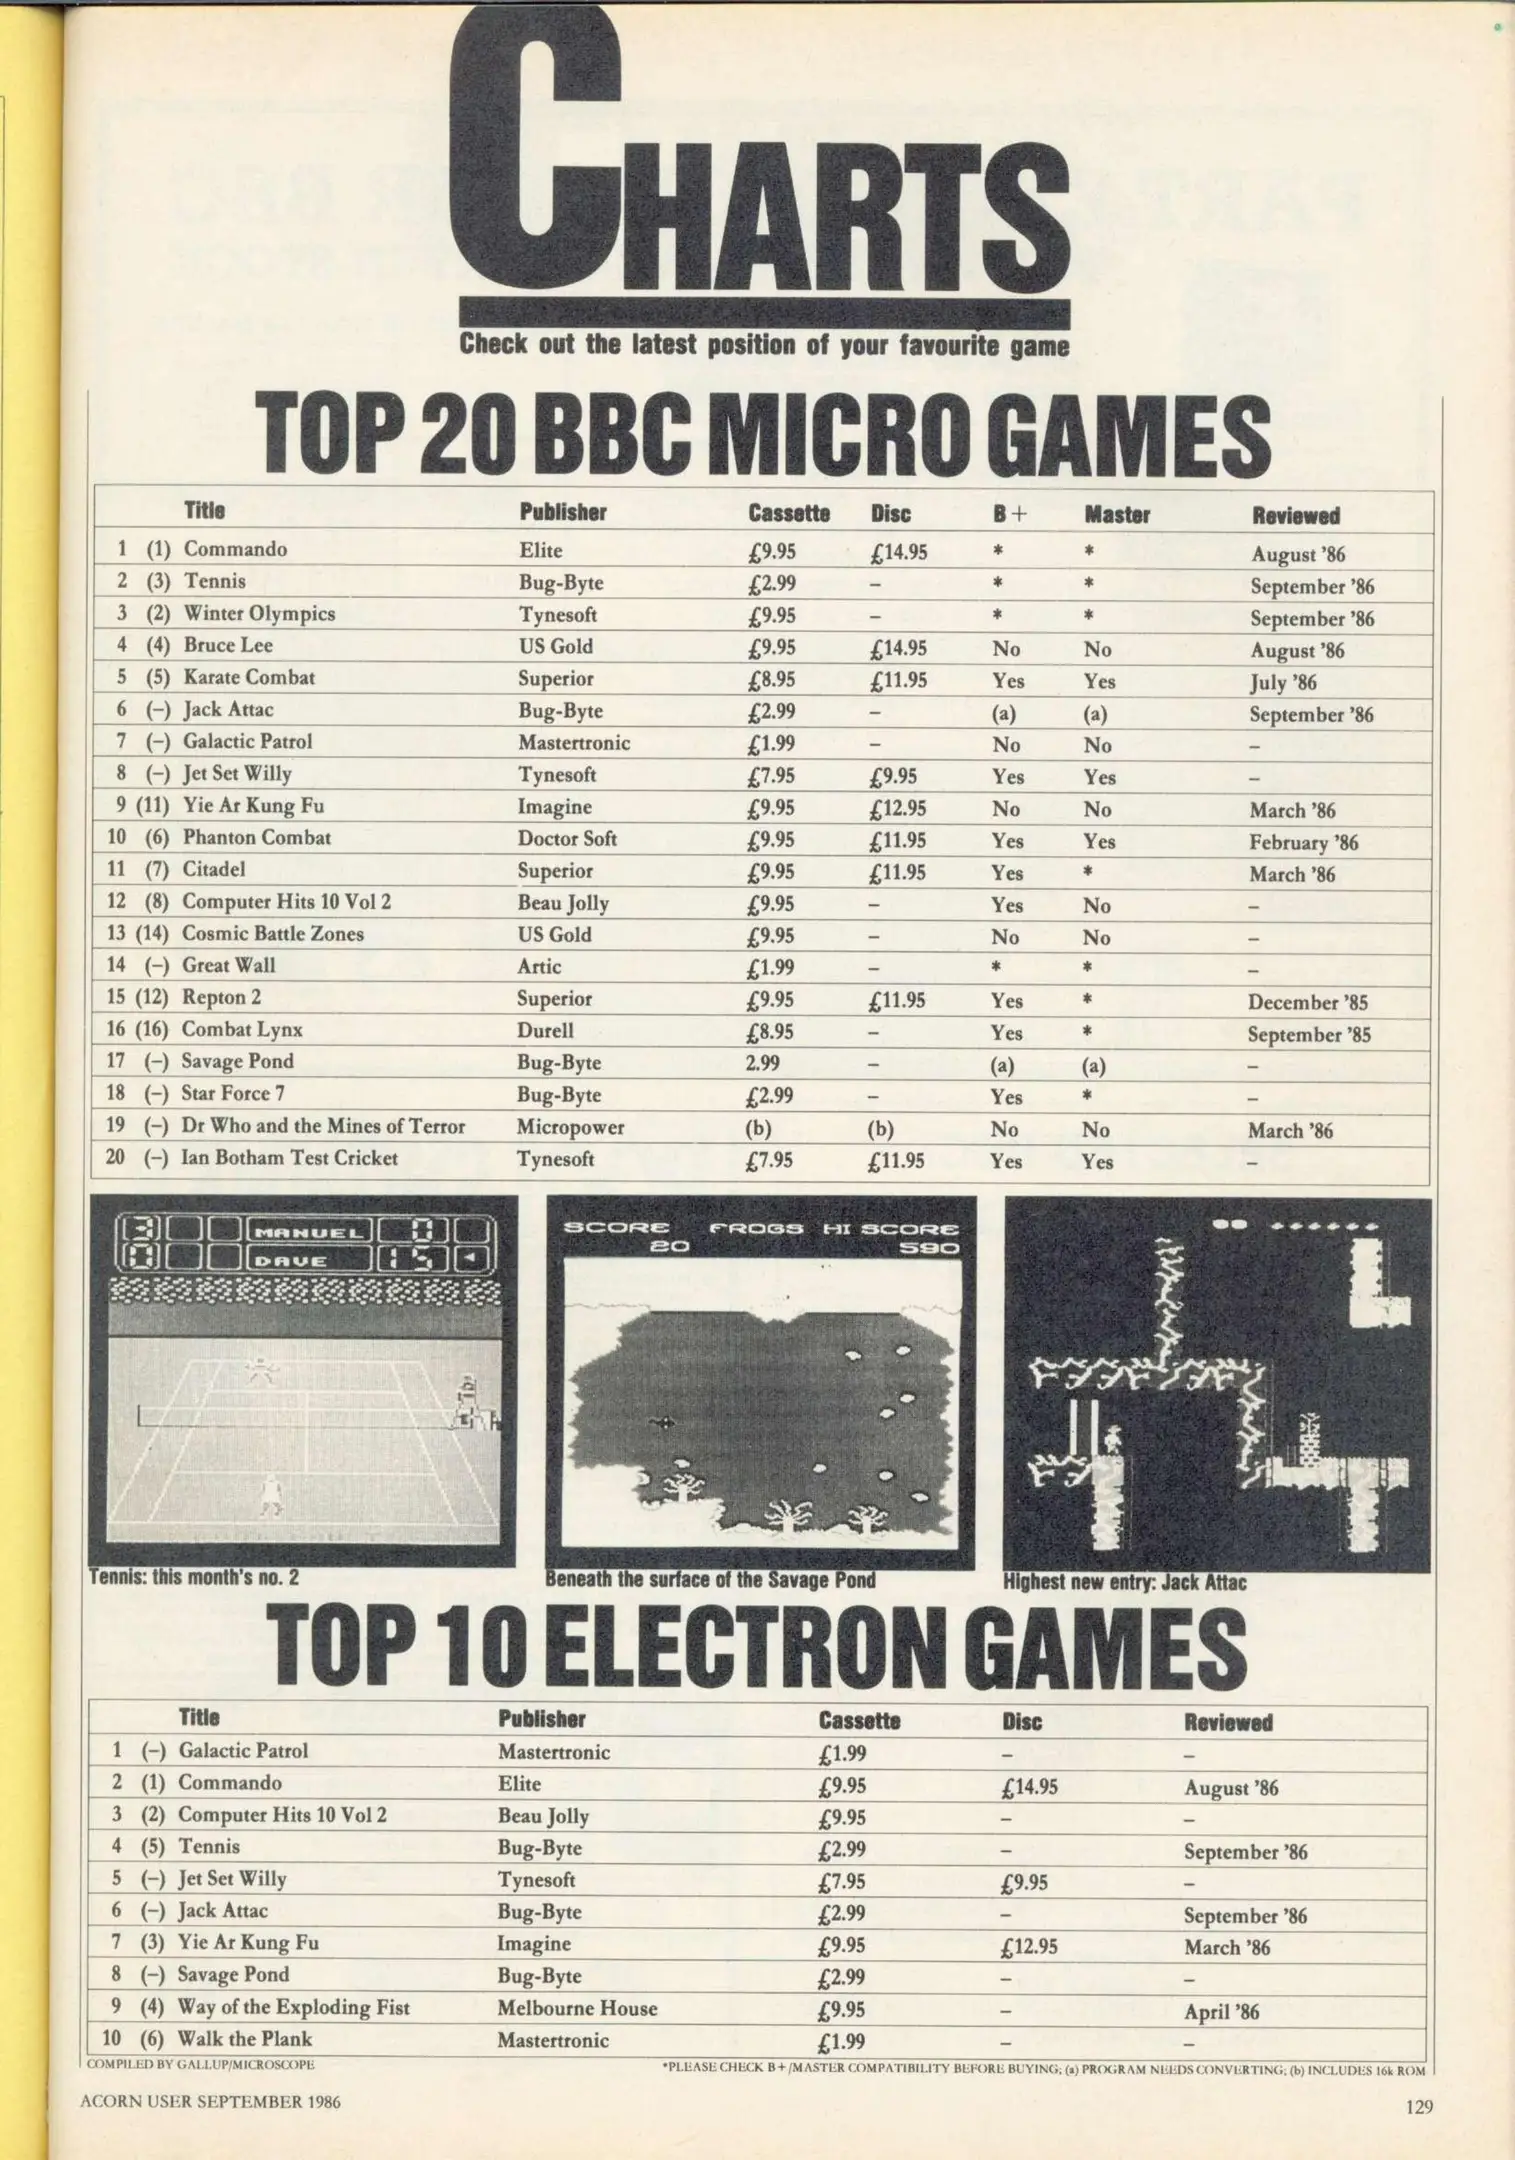 CHARTS
Check out the latest position of your favourite game
TOP 20 BBC MICRO GAMES
Title Publisher Cassette Disc B+ Master Reviewed
1 (1) Commando Elite £9.95 £14.95 * * August '86
2 (3) Tennis Bug-Byte £2.99 – * * September '86
3 (2) Winter Olympics Tynesoft £9.95 – * * September '86
4 (4) Bruce Lee US Gold £9.95 £14.95 No No August '86
5 (5) Karate Combat Superior £8.95 £11.95 Yes Yes July '86
6 (–) Jack Attac Bug-Byte £2.99 – (a) (a) September '86
7 (–) Galactic Patrol Mastertronic £1.99 – No No –
8 (–) Jet Set Willy Tynesoft £7.95 £9.95 Yes Yes –
9 (11) Yie Ar Kung Fu Imagine £9.95 £12.95 No No March '86
10 (6) Phanton Combat Doctor Soft £9.95 £11.95 Yes Yes February '86
11 (7) Citadel Superior £9.95 £11.95 Yes * March '86
12 (8) Computer Hits 10 Vol 2 Beau Jolly £9.95 – Yes No –
13 (14) Cosmic Battle Zones US Gold £9.95 – No No –
14 (–) Great Wall Artic £1.99 – * * –
15 (12) Repton 2 Superior £9.95 £11.95 Yes * December '85
16 (16) Combat Lynx Durell £8.95 – Yes * September '85
17 (–) Savage Pond Bug-Byte 2.99 – (a) (a) –
18 (–) Star Force 7 Bug-Byte £2.99 – Yes * –
19 (–) Dr Who and the Mines of Terror Micropower (b) (b) No No March '86
20 (–) Ian Botham Test Cricket Tynesoft £7.95 £11.95 Yes Yes –
3 MANUEL 0
0 DAVE 15
SCORE FROGS HI SCORE
20 590
Tennis: this month's no. 2
Beneath the surface of the Savage Pond
Highest new entry: Jack Attac
TOP 10 ELECTRON GAMES
Title Publisher Cassette Disc Reviewed
1 (–) Galactic Patrol Mastertronic £1.99 – –
2 (1) Commando Elite £9.95 £14.95 August '86
3 (2) Computer Hits 10 Vol 2 Beau Jolly £9.95 – –
4 (5) Tennis Bug-Byte £2.99 – September '86
5 (–) Jet Set Willy Tynesoft £7.95 £9.95 –
6 (–) Jack Attac Bug-Byte £2.99 – September '86
7 (3) Yie Ar Kung Fu Imagine £9.95 £12.95 March '86
8 (–) Savage Pond Bug-Byte £2.99 – –
9 (4) Way of the Exploding Fist Melbourne House £9.95 – April '86
10 (6) Walk the Plank Mastertronic £1.99 – –
COMPILED BY GALLUP/MICROSCOPE
*PLEASE CHECK B+/MASTER COMPATIBILITY BEFORE BUYING; (a) PROGRAM NEEDS CONVERTING; (b) INCLUDES 16k ROM
ACORN USER SEPTEMBER 1986
129